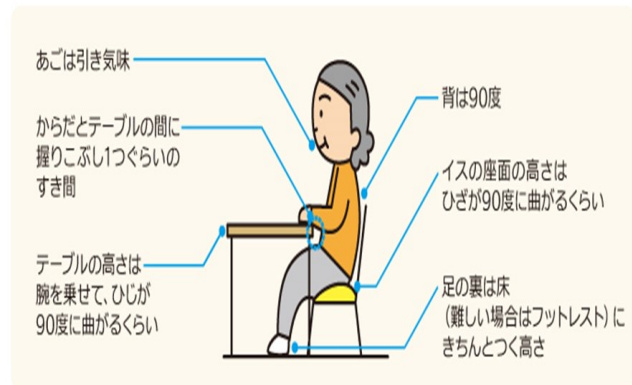 あごは引き気味
からだとテーブルの間に
握りこぶし1つぐらいの
すき間
テーブルの高さは
腕を乗せて、ひじが
90度に曲がるくらい
背は90度
イスの座面の高さは
ひざが90度に曲がるくらい
足の裏は床
（難しい場合はフットレスト）に
きちんとつく高さ